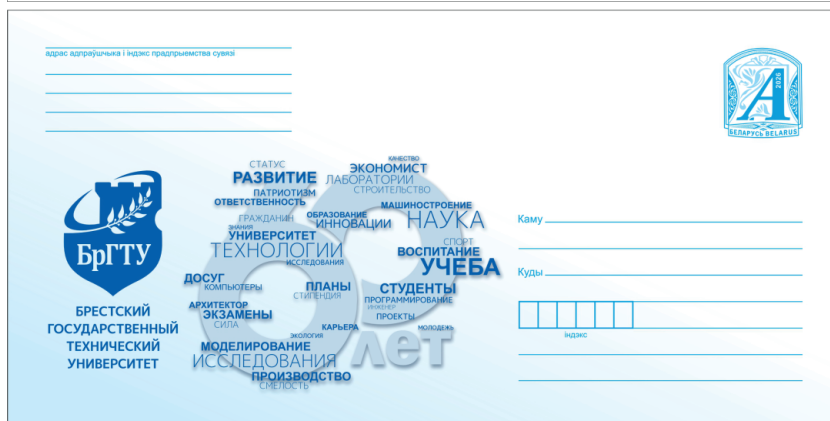 адрас адпраўшчыка і індэкс прадпрыемства сувязі
А
2026
БЕЛАРУСЬ BELARUS
БрГТУ
БРЕСТСКИЙ
ГОСУДАРСТВЕННЫЙ
ТЕХНИЧЕСКИЙ
УНИВЕРСИТЕТ
60
лет
СТАТУС
РАЗВИТИЕ
ПАТРИОТИЗМ
ОТВЕТСТВЕННОСТЬ
ГРАЖДАНИН
ЗНАНИЯ
УНИВЕРСИТЕТ
ТЕХНОЛОГИИ
ИССЛЕДОВАНИЯ
ДОСУГ
КОМПЬЮТЕРЫ
АРХИТЕКТОР
ЭКЗАМЕНЫ
СИЛА
ЭКОЛОГИЯ
МОДЕЛИРОВАНИЕ
ИССЛЕДОВАНИЯ
ПРОИЗВОДСТВО
СМЕЛОСТЬ
КАЧЕСТВО
ЭКОНОМИСТ
ЛАБОРАТОРИИ
СТРОИТЕЛЬСТВО
МАШИНОСТРОЕНИЕ
ОБРАЗОВАНИЕ
НАУКА
ИННОВАЦИИ
СПОРТ
ВОСПИТАНИЕ
УЧЕБА
ПЛАНЫ
СТИПЕНДИЯ
СТУДЕНТЫ
ПРОГРАММИРОВАНИЕ
ИНЖЕНЕР
ПРОЕКТЫ
КАРЬЕРА
МОЛОДЕЖЬ
Каму
Куды
індэкс